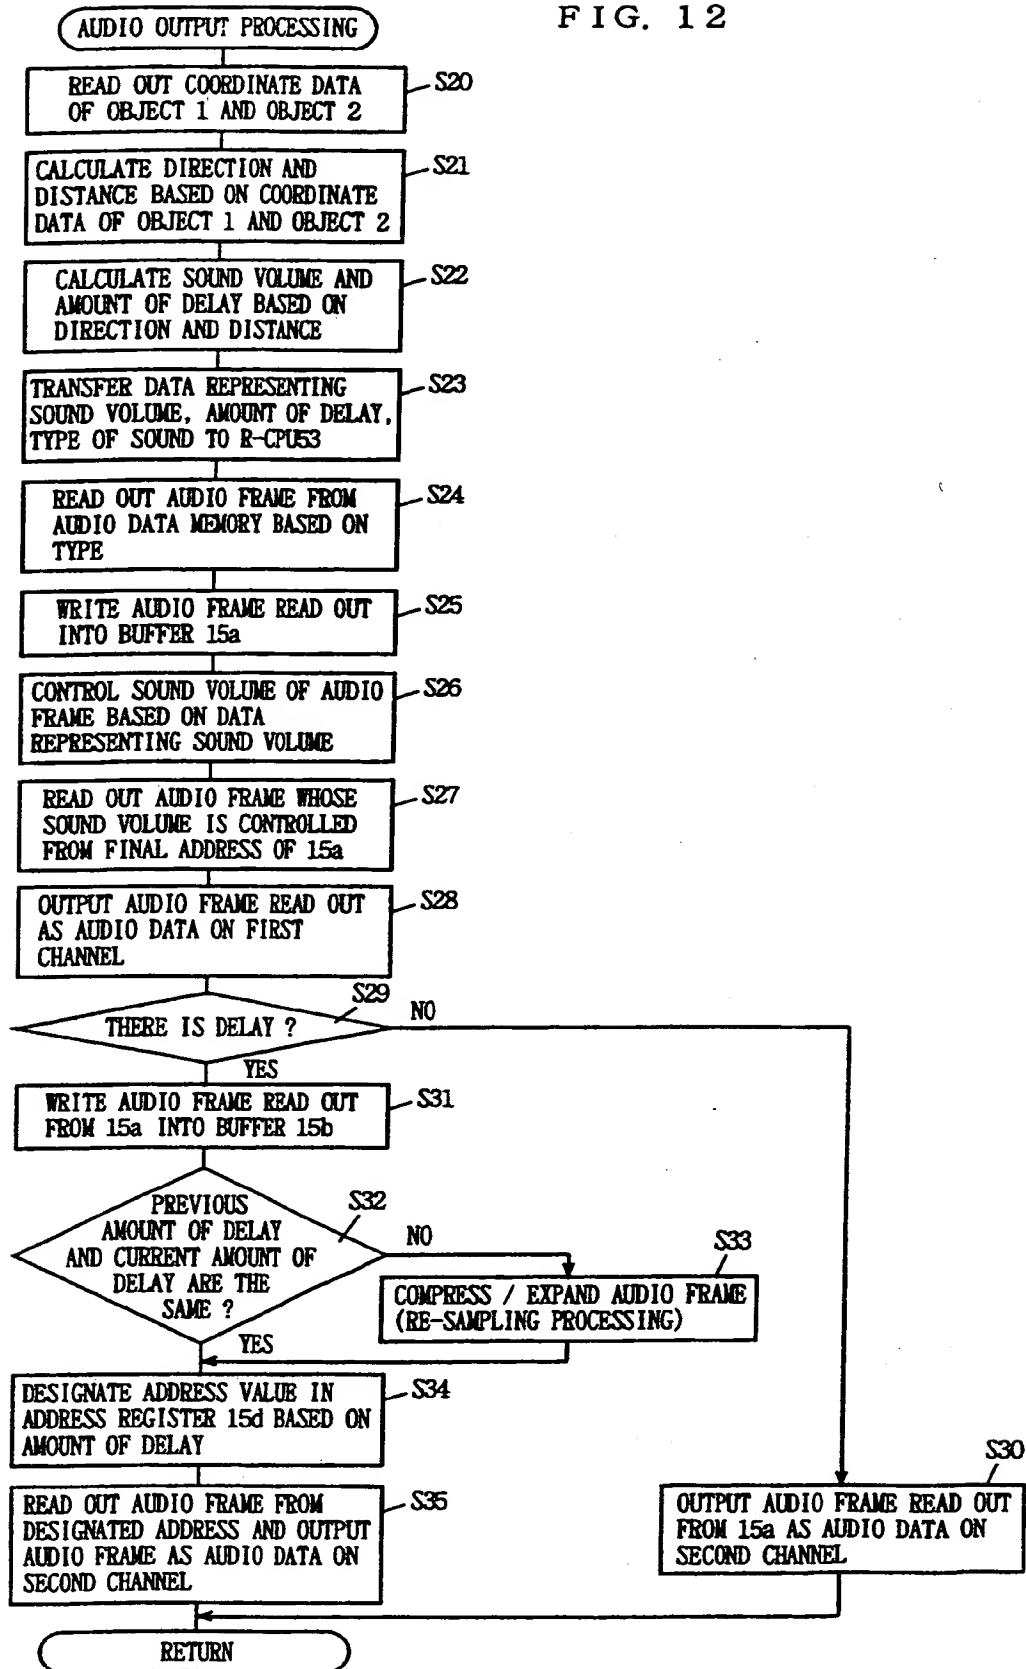 FIG. 12
AUDIO OUTPUT PROCESSING
READ OUT COORDINATE DATA
OF OBJECT 1 AND OBJECT 2
S20
CALCULATE DIRECTION AND
DISTANCE BASED ON COORDINATE
DATA OF OBJECT 1 AND OBJECT 2
S21
CALCULATE SOUND VOLUME AND
AMOUNT OF DELAY BASED ON
DIRECTION AND DISTANCE
S22
TRANSFER DATA REPRESENTING
SOUND VOLUME, AMOUNT OF DELAY,
TYPE OF SOUND TO R-CPU53
S23
READ OUT AUDIO FRAME FROM
AUDIO DATA MEMORY BASED ON
TYPE
S24
WRITE AUDIO FRAME READ OUT
INTO BUFFER 15a
S25
CONTROL SOUND VOLUME OF AUDIO
FRAME BASED ON DATA
REPRESENTING SOUND VOLUME
S26
READ OUT AUDIO FRAME WHOSE
SOUND VOLUME IS CONTROLLED
FROM FINAL ADDRESS OF 15a
S27
OUTPUT AUDIO FRAME READ OUT
AS AUDIO DATA ON FIRST
CHANNEL
S28
THERE IS DELAY ?
S29
NO
YES
WRITE AUDIO FRAME READ OUT
FROM 15a INTO BUFFER 15b
S31
PREVIOUS
AMOUNT OF DELAY
AND CURRENT AMOUNT OF
DELAY ARE THE
SAME ?
S32
NO
YES
COMPRESS / EXPAND AUDIO FRAME
(RE-SAMPLING PROCESSING)
S33
DESIGNATE ADDRESS VALUE IN
ADDRESS REGISTER 15d BASED ON
AMOUNT OF DELAY
S34
READ OUT AUDIO FRAME FROM
DESIGNATED ADDRESS AND OUTPUT
AUDIO FRAME AS AUDIO DATA ON
SECOND CHANNEL
S35
OUTPUT AUDIO FRAME READ OUT
FROM 15a AS AUDIO DATA ON
SECOND CHANNEL
S30
RETURN